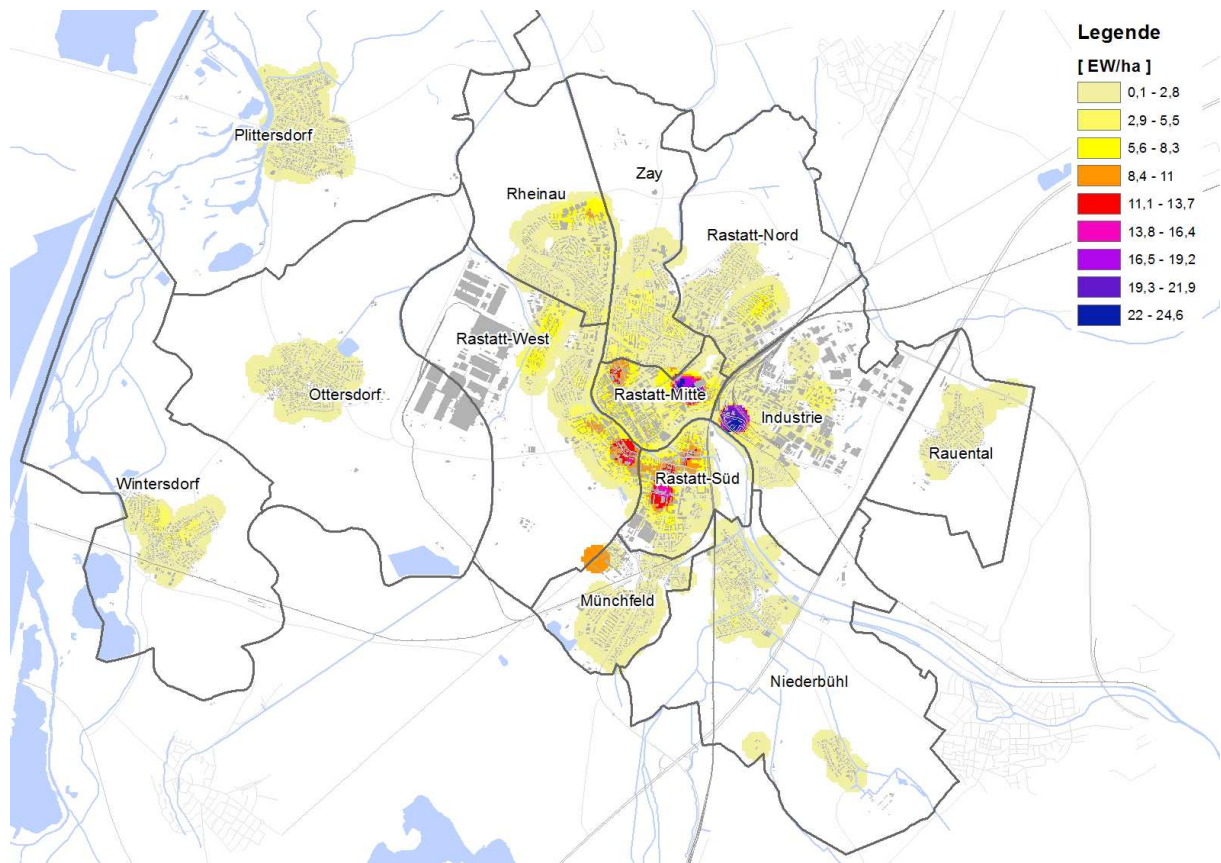 Legende
[ EW/ha ]
0,1 - 2,8
2,9 - 5,5
5,6 - 8,3
8,4 - 11
11,1 - 13,7
13,8 - 16,4
16,5 - 19,2
19,3 - 21,9
22 - 24,6
Plittersdorf
Zay
Rheinau
Rastatt-Nord
Rastatt-West
Ottersdorf
Rastatt-Mitte
Industrie
Rauental
Rastatt-Süd
Wintersdorf
Münchfeld
Niederbühl